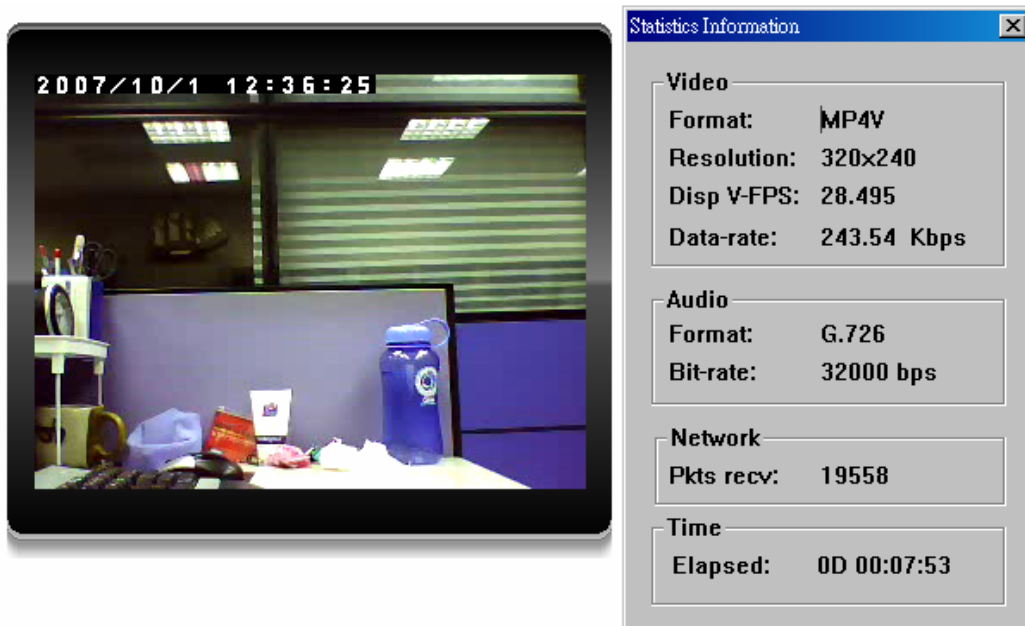 2007/10/1 12:36:25
Statistics Information
Video
Format: MP4V
Resolution: 320x240
Disp V-FPS: 28.495
Data-rate: 243.54 Kbps
Audio
Format: G.726
Bit-rate: 32000 bps
Network
Pkts recv: 19558
Time
Elapsed: 0D 00:07:53